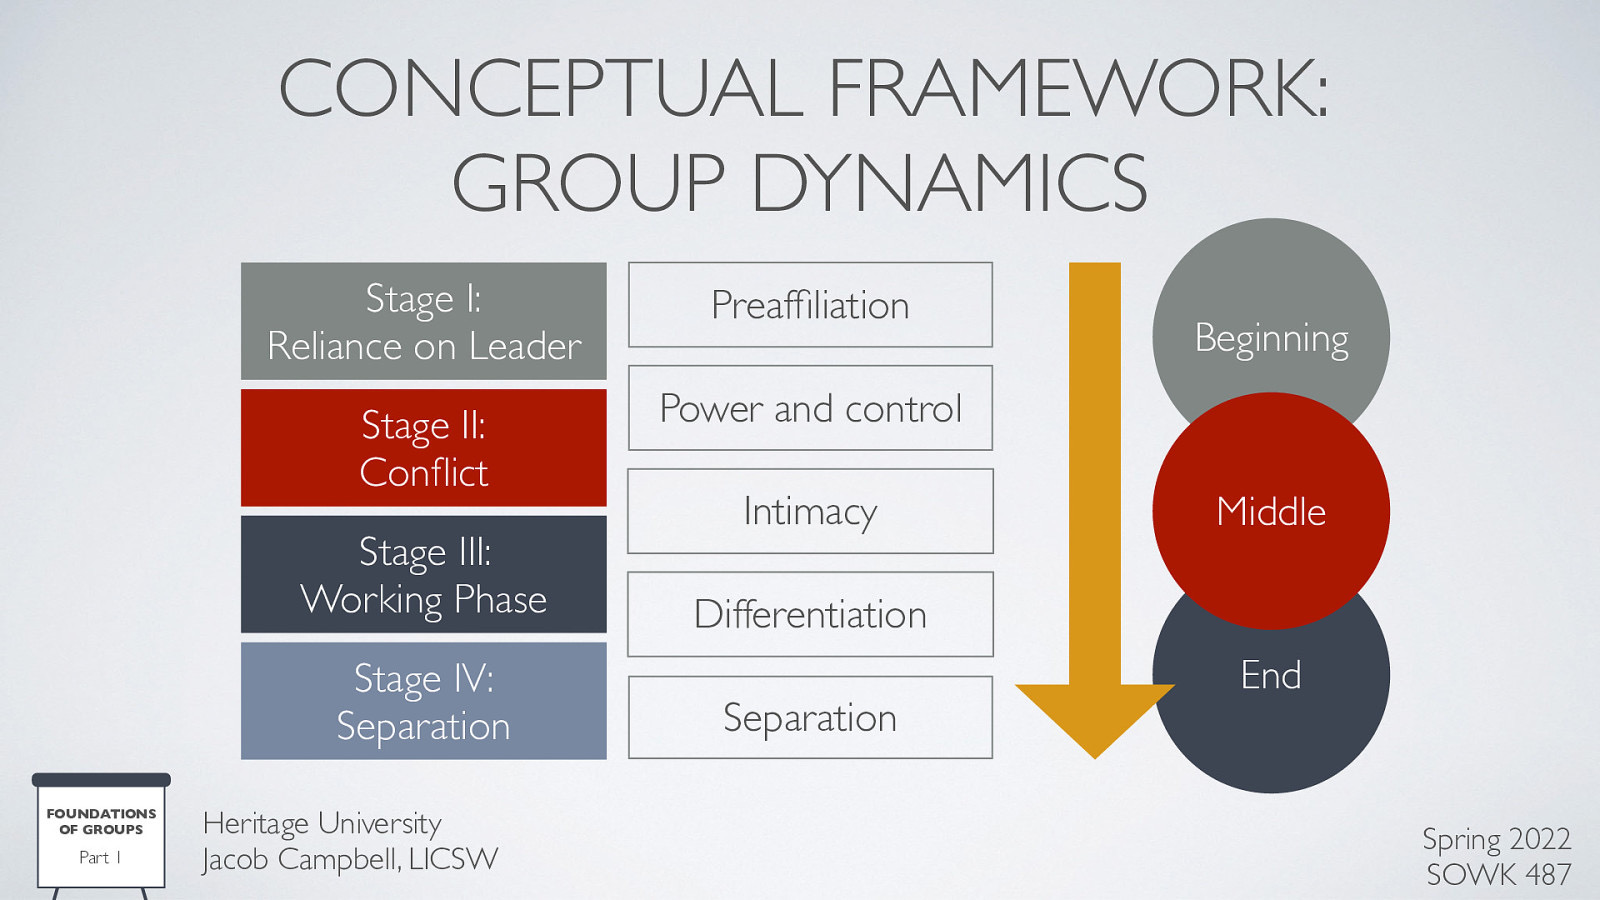 CONCEPTUAL FRAMEWORK:
GROUP DYNAMICS
Stage I:
Reliance on Leader
Stage II:
Conflict
Stage III:
Working Phase
Stage IV:
Separation
Preaffiliation
Power and control
Intimacy
Differentiation
Separation
Beginning
Middle
End
FOUNDATIONS
OF GROUPS
Part 1
Heritage University
Jacob Campbell, LICSW
Spring 2022
SOWK 487